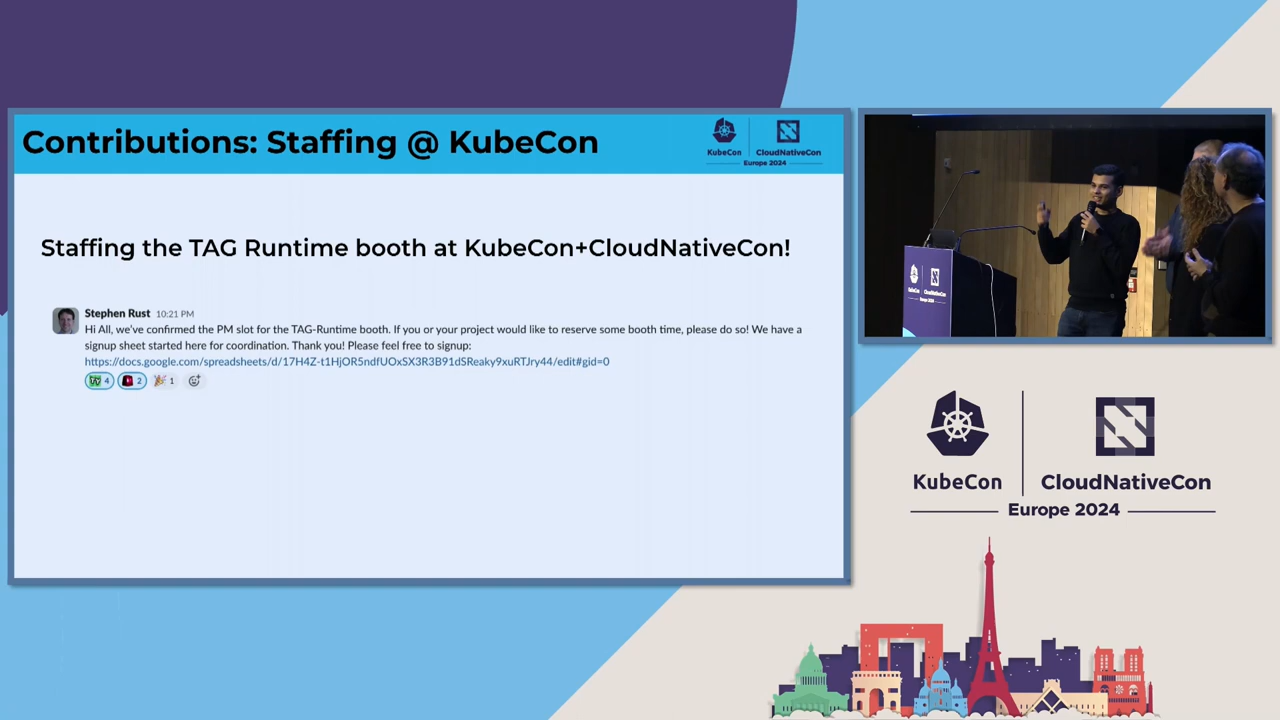 Contributions: Staffing @ KubeCon
KubeCon
CloudNativeCon
Europe 2024
Staffing the TAG Runtime booth at KubeCon+CloudNativeCon!
Stephen Rust 10:21 PM
Hi All, we've confirmed the PM slot for the TAG-Runtime booth. If you or your project would like to reserve some booth time, please do so! We have a
signup sheet started here for coordination. Thank you! Please feel free to signup:
https://docs.google.com/spreadsheets/d/17H4Z-t1HjOR5ndfUOxSX3R3B91dSReaky9xuRTJry44/edit#gid=0
4 2 1
KubeCon
CloudNativeCon
Europe 2024
KubeCon
CloudNativeCon
Europe 2024